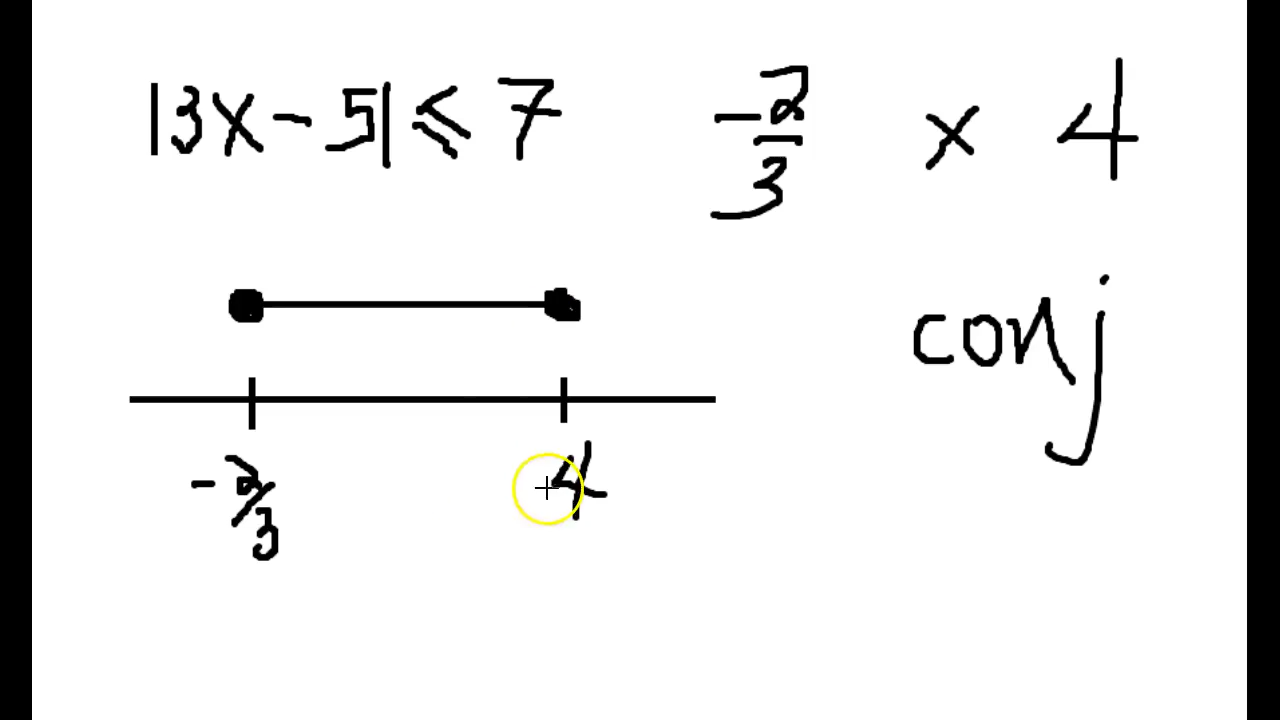 |3x - 5| ≤ 7
-2/3 x 4
conj
-2/3 4